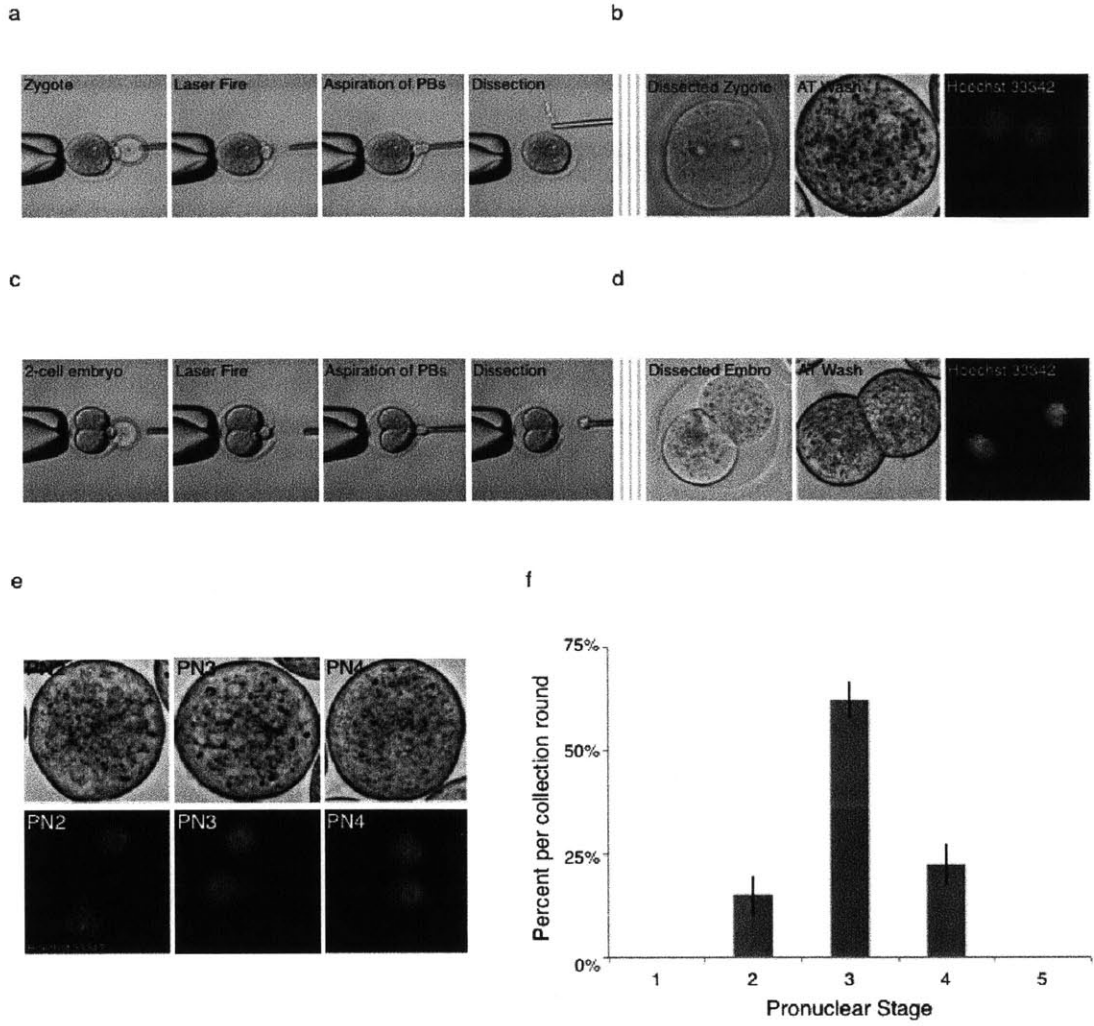 a
b
Zygote
Laser Fire
Aspiration of PBs
Dissection
Dissected Zygote
AT Wash
Hoechst 33342
c
d
2-cell embryo
Laser Fire
Aspiration of PBs
Dissection
Dissected Embro
AT Wash
Hoechst 33342
e
f
PN2
PN3
PN4
PN2
PN3
PN4
Percent per collection round
75%
50%
25%
0%
1 2 3 4 5
Pronuclear Stage